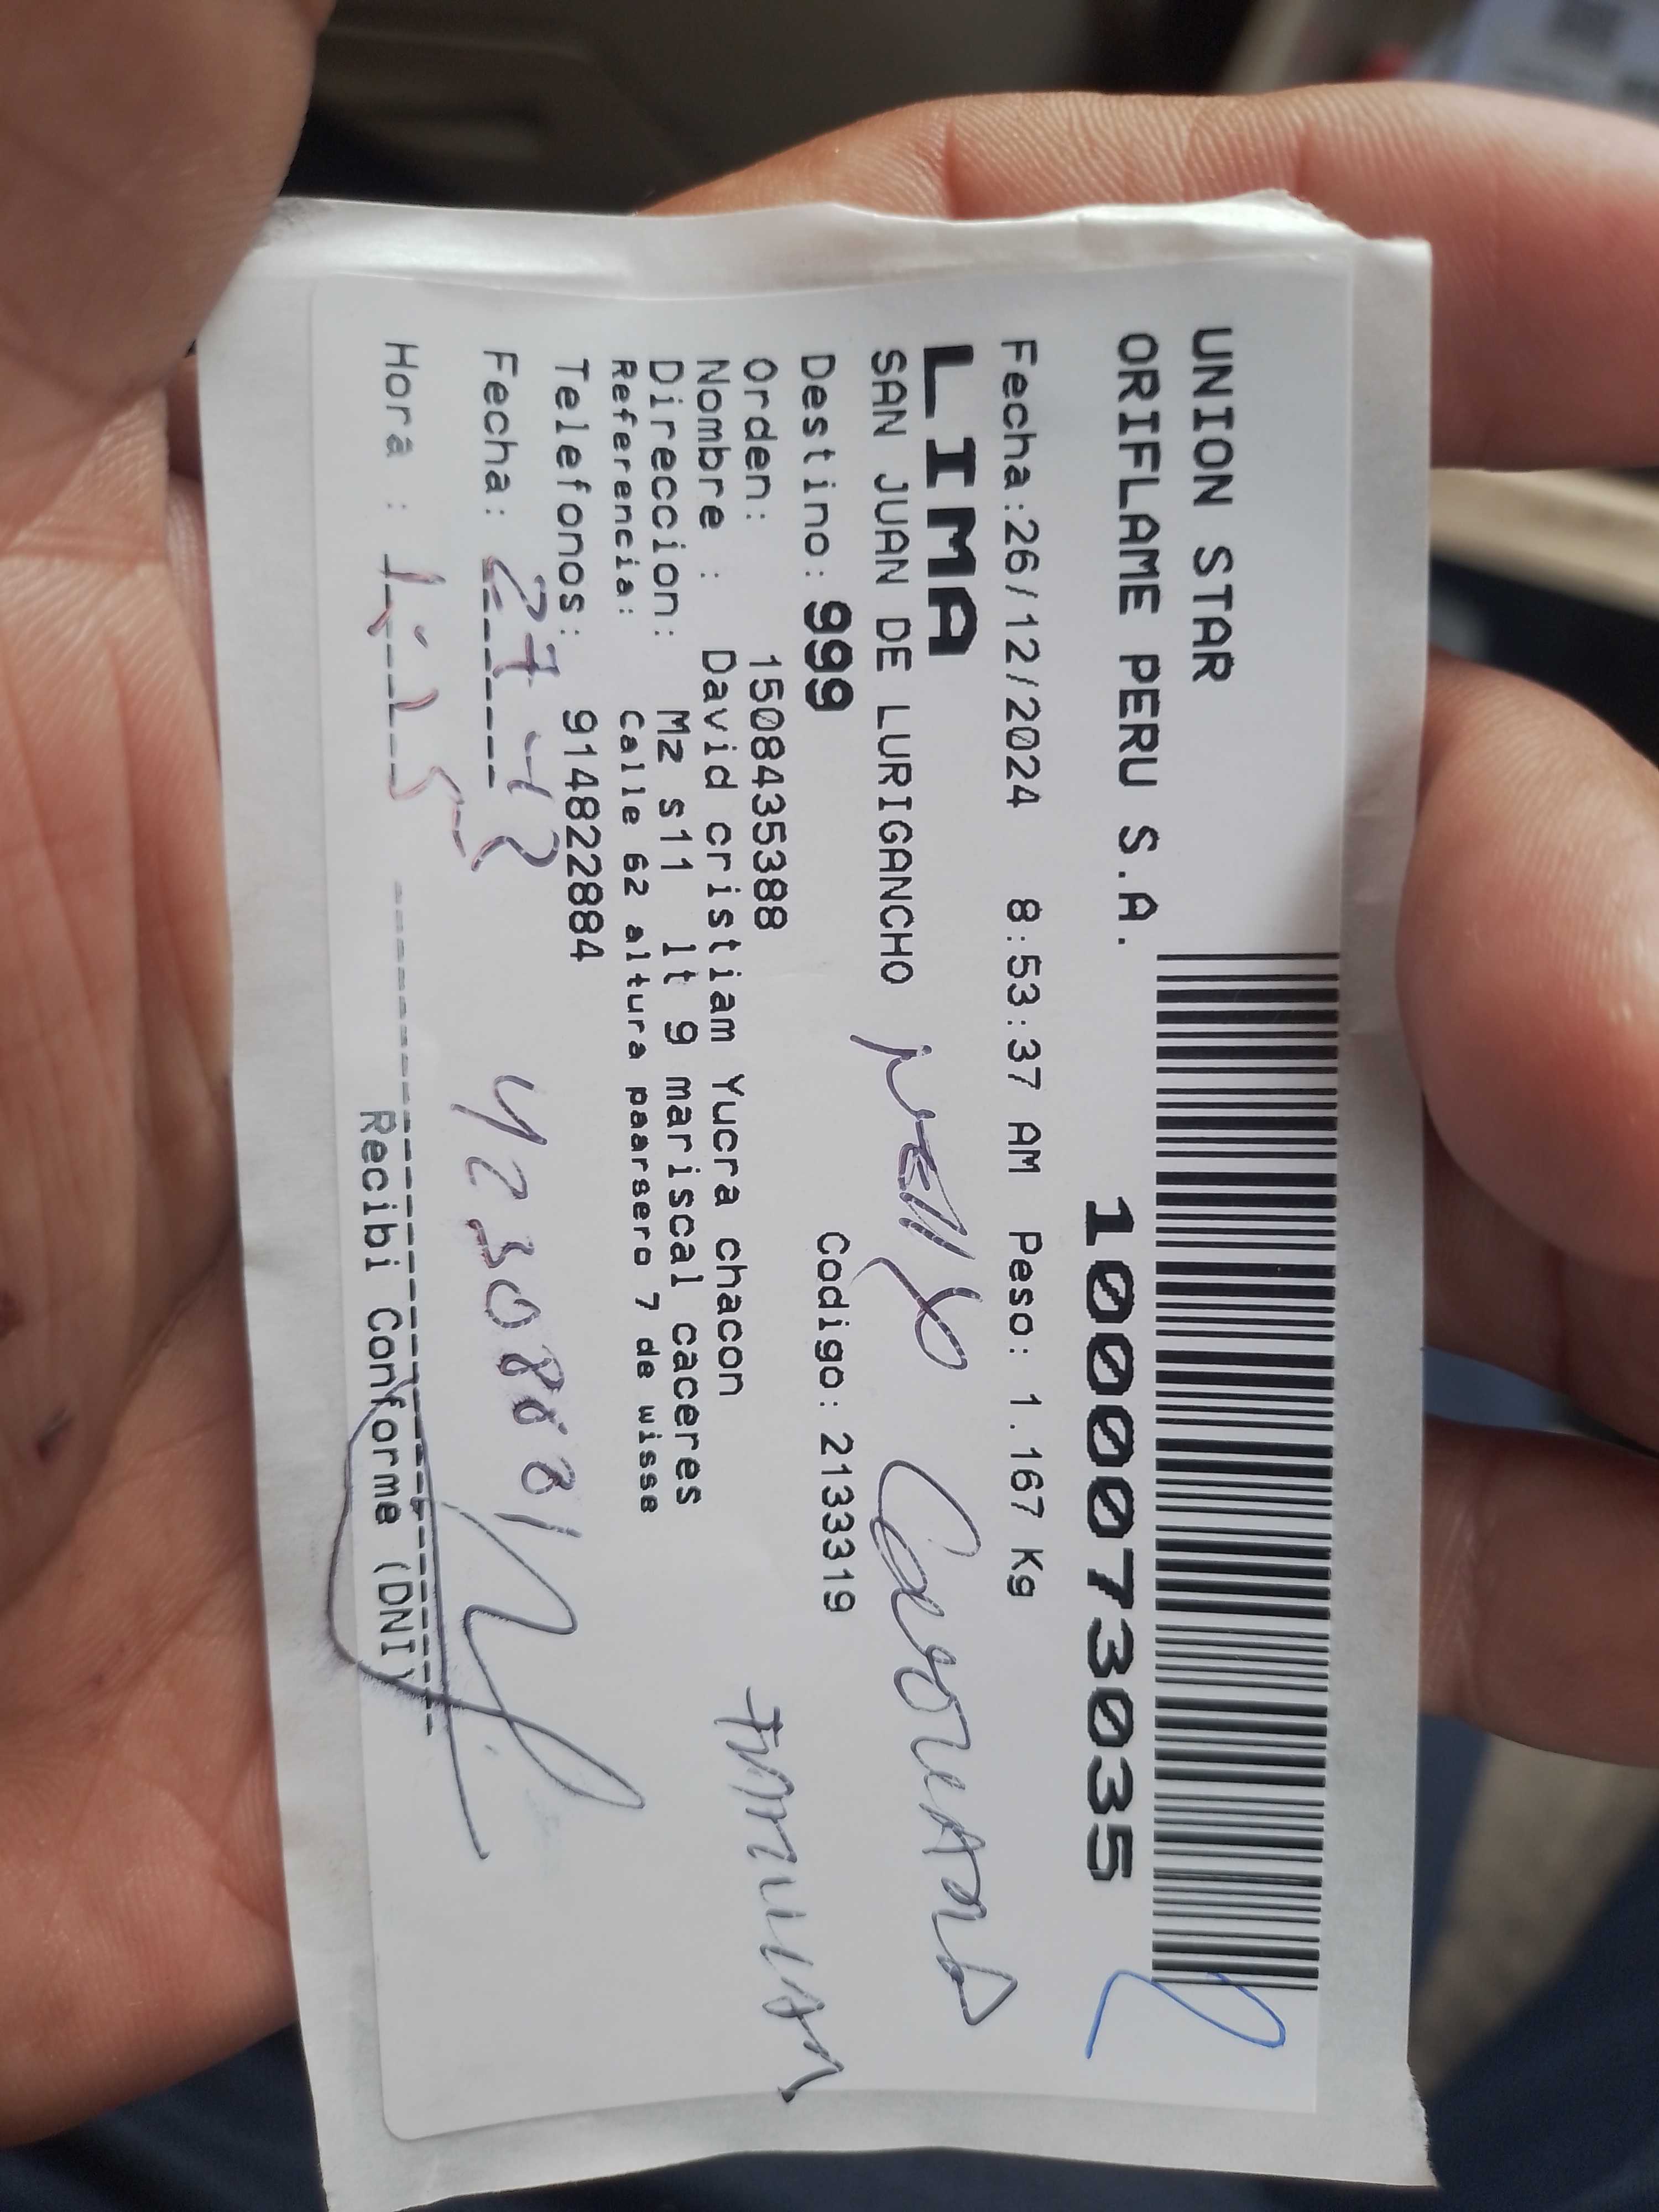 UNION STAR
ORIFLAME PERU S.A.
1000073035
Fecha:26/12/2024 8:53:37 AM Peso: 1.167 Kg
LIMA
SAN JUAN DE LURIGANCHO
Destino: 999 Codigo: 2133319
Orden: 1508435388
Nombre : David cristiam Yucra chacon
Direccion: Mz s11 lt 9 mariscal caceres
Referencia: Calle 62 altura paarsero 7 de wisse
Telefonos: 914822884
Fecha: 27-12
42308881
Hora : 1:25
Recibi Conforme (DNI)